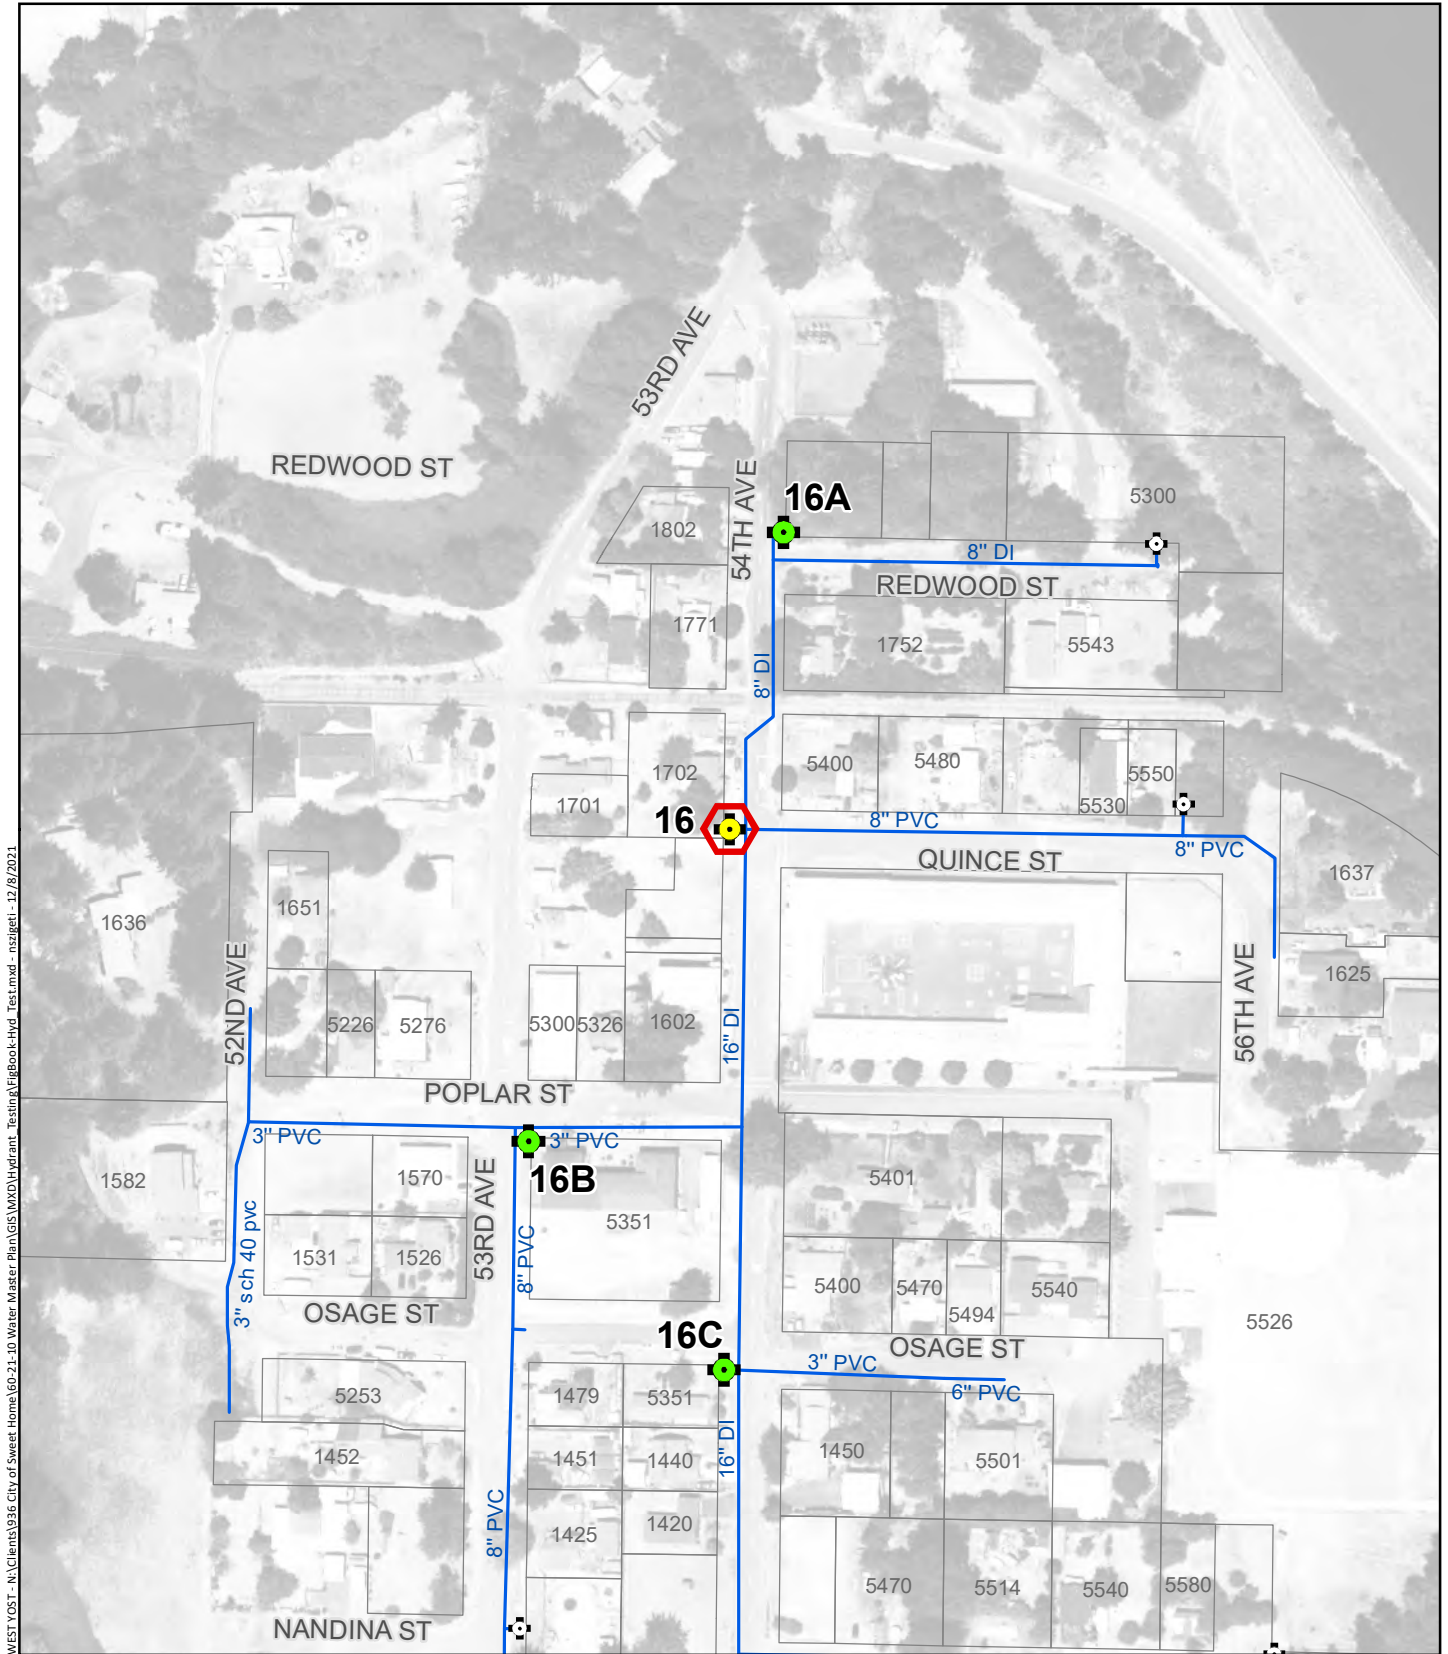 53RD AVE
REDWOOD ST
16A
5300
54TH AVE
1802
8" DI
REDWOOD ST
1771
1752
5543
8" DI
5400
5480
1702
5550
1701
5530
16
8" PVC
QUINCE ST
8" PVC
1637
1651
1636
52ND AVE
56TH AVE
1625
5226
5276
5300
5326
1602
16" DI
POPLAR ST
3" PVC
3" PVC
16B
1582
1570
53RD AVE
5401
5351
3" sch 40 pvc
1531
1526
8" PVC
5400
5470
5494
5540
5526
OSAGE ST
16C
OSAGE ST
3" PVC
6" PVC
5253
1479
5351
1452
1451
1440
16" DI
1450
5501
8" PVC
1425
1420
5470
5514
5540
5580
NANDINA ST
WEST YOST - N:\Clients\936 City of Sweet Home\60-21-10 Water Master Plan\GIS\MXD\Hydrant_Testing\FigBook-Hyd_Test.mxd - nszigeti - 12/8/2021